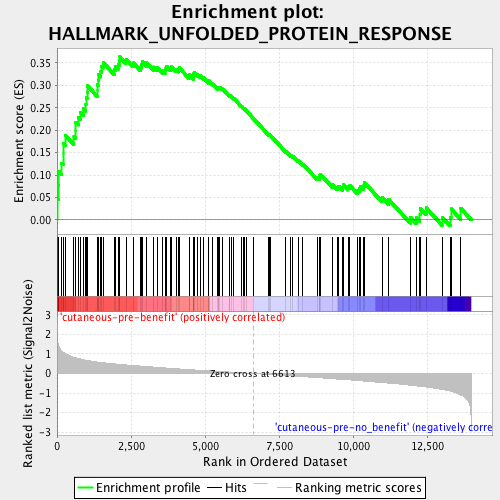 Enrichment plot:
HALLMARK_UNFOLDED_PROTEIN_RESPONSE
Enrichment score (ES)
0.35
0.30
0.25
0.20
0.15
0.10
0.05
0.00
Ranked list metric (Signal2Noise)
3
2
1
0
-1
-2
-3
'cutaneous-pre-benefit' (positively correlated)
Zero cross at 6613
'cutaneous-pre-no_benefit' (negatively corre
0
2,500
5,000
7,500
10,000
12,500
Rank in Ordered Dataset
Enrichment profile
Hits
Ranking metric scores